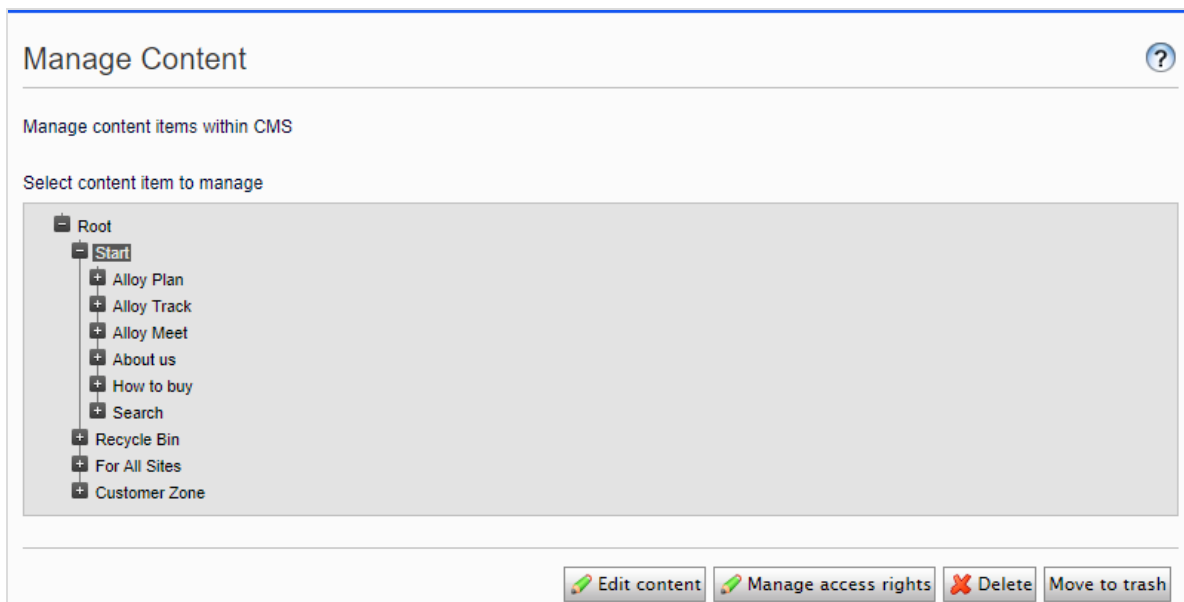 Manage Content
?
Manage content items within CMS
Select content item to manage
Root
Start
Alloy Plan
Alloy Track
Alloy Meet
About us
How to buy
Search
Recycle Bin
For All Sites
Customer Zone
Edit content Manage access rights Delete Move to trash